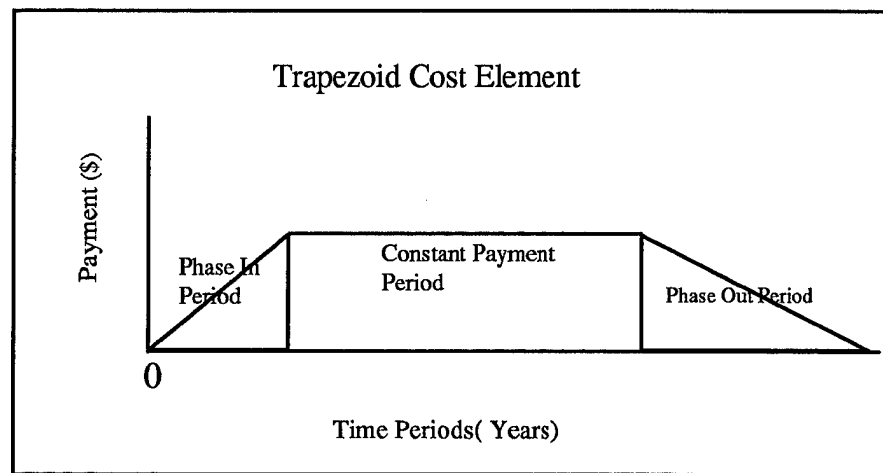 Trapezoid Cost Element
Payment ($)
Phase In
Period
Constant Payment
Period
Phase Out Period
0
Time Periods( Years)